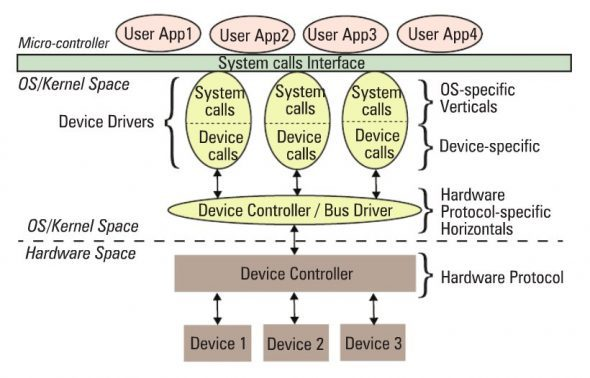 User App1
User App2
User App3
User App4
Micro-controller
System calls Interface
OS/Kernel Space
Device Drivers
System
calls
Device
calls
System
calls
Device
calls
System
calls
Device
calls
OS-specific
Verticals
Device-specific
Device Controller / Bus Driver
Hardware
Protocol-specific
Horizontals
OS/Kernel Space
Hardware Space
Device Controller
Hardware Protocol
Device 1
Device 2
Device 3